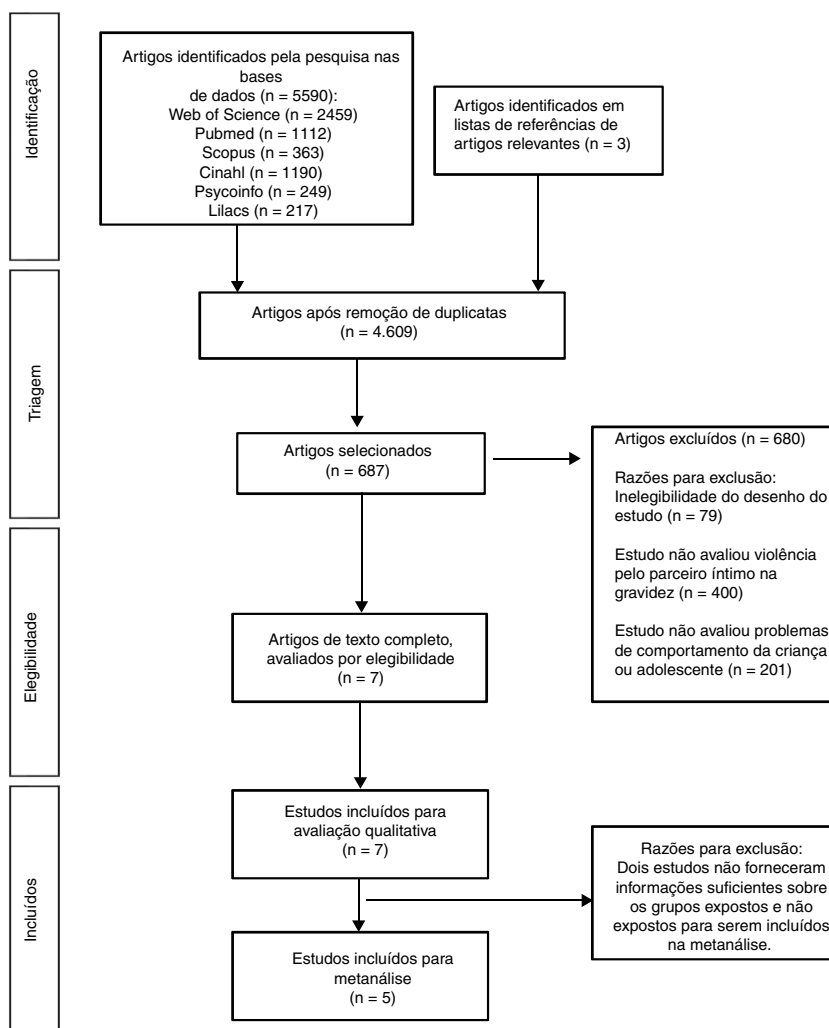 Identificação
Artigos identificados pela pesquisa nas
bases
de dados (n = 5590):
Web of Science (n = 2459)
Pubmed (n = 1112)
Scopus (n = 363)
Cinahl (n = 1190)
Psycoinfo (n = 249)
Lilacs (n = 217)
Artigos identificados em
listas de referências de
artigos relevantes (n = 3)
Triagem
Artigos após remoção de duplicatas
(n = 4.609)
Artigos selecionados
(n = 687)
Artigos excluídos (n = 680)
Razões para exclusão:
Inelegibilidade do desenho do
estudo (n = 79)
Estudo não avaliou violência
pelo parceiro íntimo na
gravidez (n = 400)
Estudo não avaliou problemas
de comportamento da criança
ou adolescente (n = 201)
Elegibilidade
Artigos de texto completo,
avaliados por elegibilidade
(n = 7)
Incluídos
Estudos incluídos para
avaliação qualitativa
(n = 7)
Razões para exclusão:
Dois estudos não forneceram
informações suficientes sobre
os grupos expostos e não
expostos para serem incluídos
na metanálise.
Estudos incluídos para
metanálise
(n = 5)